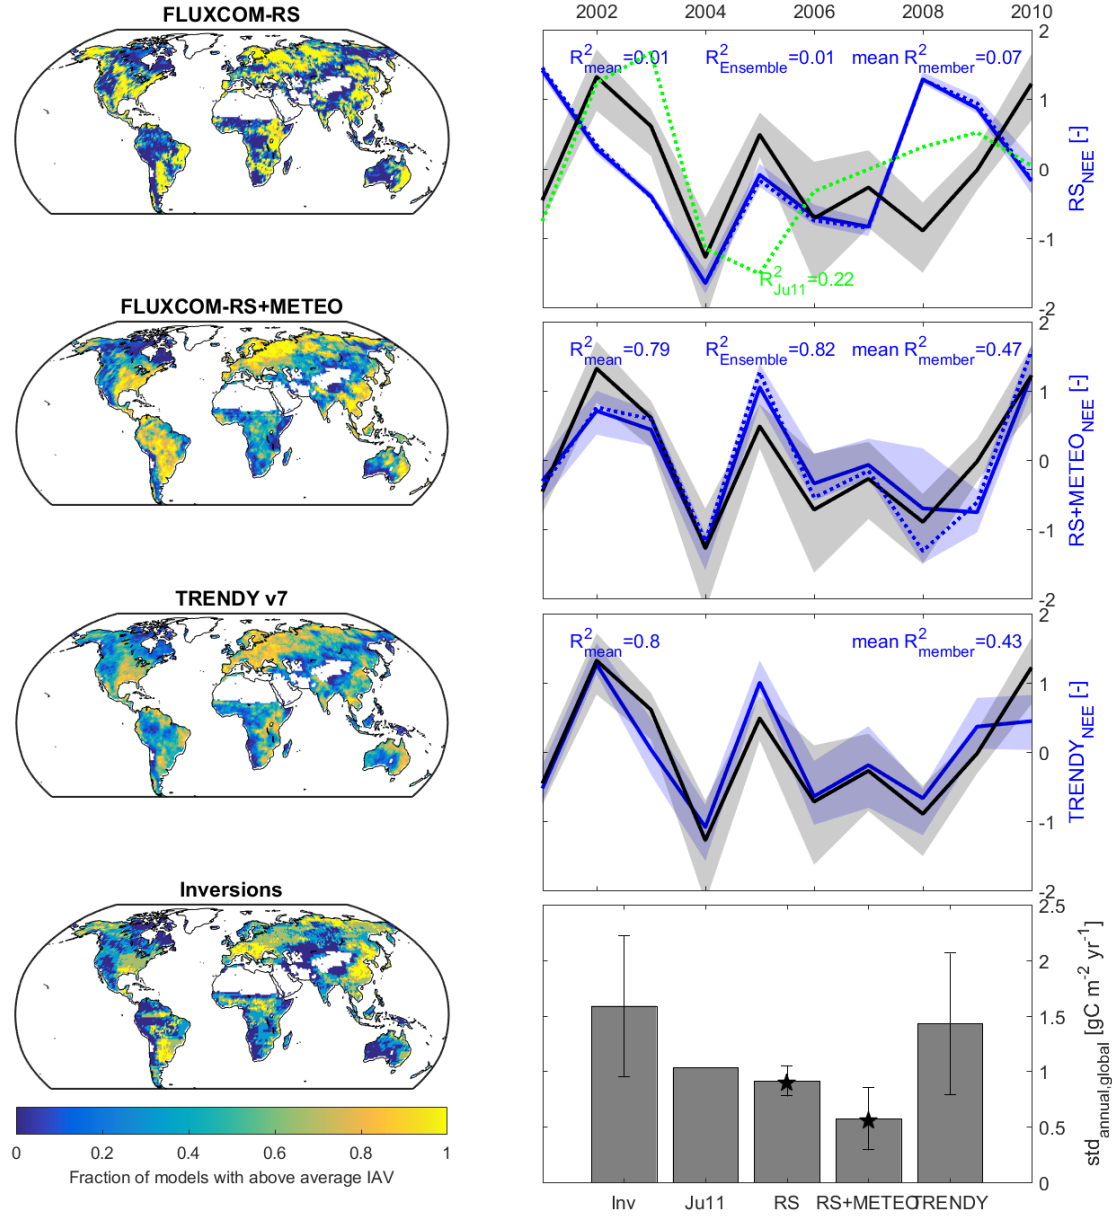 FLUXCOM-RS
2002 2004 2006 2008 2010
R²mean=0.01 R²Ensemble=0.01 mean R²member=0.07
R²Ju11=0.22
2
1
0
-1
-2
RSNEE [-]
FLUXCOM-RS+METEO
R²mean=0.79 R²Ensemble=0.82 mean R²member=0.47
2
1
0
-1
-2
RS+METEONEE [-]
TRENDY v7
R²mean=0.8 mean R²member=0.43
2
1
0
-1
-2
TRENDYNEE [-]
Inversions
0 0.2 0.4 0.6 0.8 1
Fraction of models with above average IAV
2.5
2
1.5
1
0.5
0
stdannual,global [gC m-2 yr-1]
Inv Ju11 RS RS+METEO TRENDY